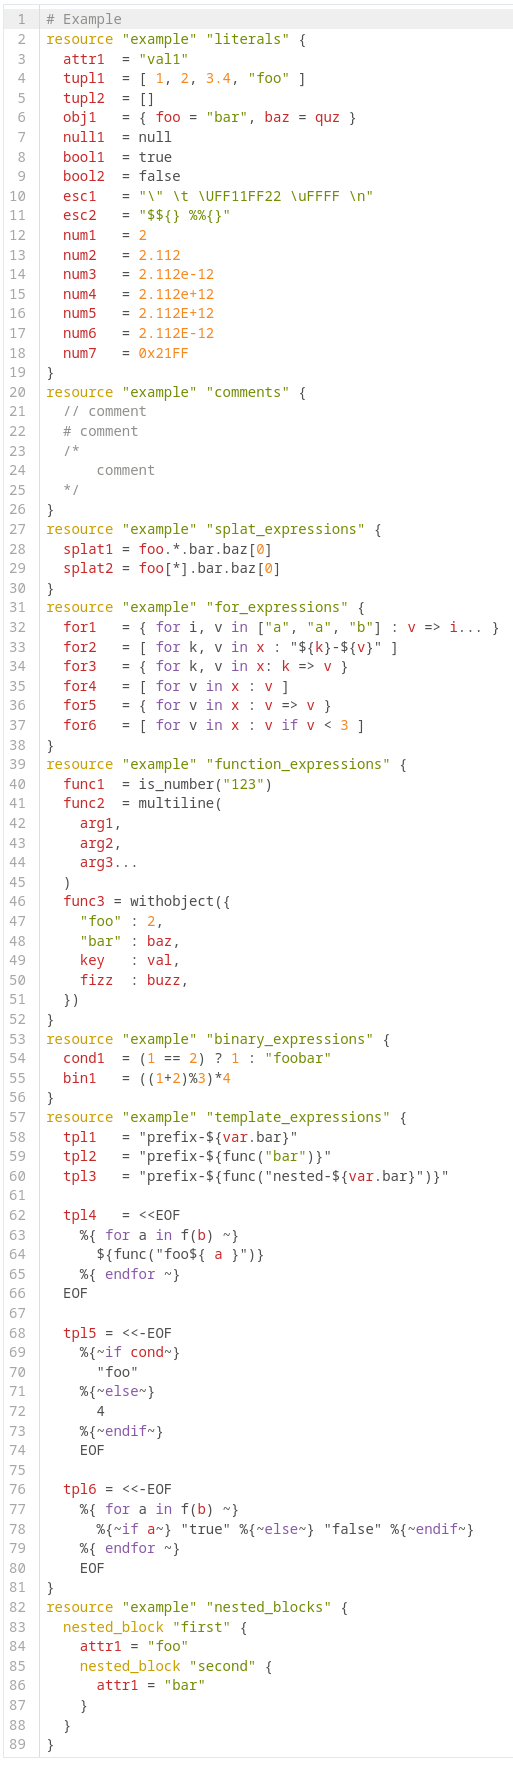 1 # Example
2 resource "example" "literals" {
3   attr1  = "val1"
4   tupl1  = [ 1, 2, 3.4, "foo" ]
5   tupl2  = []
6   obj1   = { foo = "bar", baz = quz }
7   null1  = null
8   bool1  = true
9   bool2  = false
10   esc1   = "\" \t \UFF11FF22 \uFFFF \n"
11   esc2   = "$${} %%{}"
12   num1   = 2
13   num2   = 2.112
14   num3   = 2.112e-12
15   num4   = 2.112e+12
16   num5   = 2.112E+12
17   num6   = 2.112E-12
18   num7   = 0x21FF
19 }
20 resource "example" "comments" {
21   // comment
22   # comment
23   /*
24       comment
25   */
26 }
27 resource "example" "splat_expressions" {
28   splat1 = foo.*.bar.baz[0]
29   splat2 = foo[*].bar.baz[0]
30 }
31 resource "example" "for_expressions" {
32   for1   = { for i, v in ["a", "a", "b"] : v => i... }
33   for2   = [ for k, v in x : "${k}-${v}" ]
34   for3   = { for k, v in x: k => v }
35   for4   = [ for v in x : v ]
36   for5   = { for v in x : v => v }
37   for6   = [ for v in x : v if v < 3 ]
38 }
39 resource "example" "function_expressions" {
40   func1  = is_number("123")
41   func2  = multiline(
42     arg1,
43     arg2,
44     arg3...
45   )
46   func3 = withobject({
47     "foo" : 2,
48     "bar" : baz,
49     key   : val,
50     fizz  : buzz,
51   })
52 }
53 resource "example" "binary_expressions" {
54   cond1  = (1 == 2) ? 1 : "foobar"
55   bin1   = ((1+2)%3)*4
56 }
57 resource "example" "template_expressions" {
58   tpl1   = "prefix-${var.bar}"
59   tpl2   = "prefix-${func("bar")}"
60   tpl3   = "prefix-${func("nested-${var.bar}")}"
61
62   tpl4   = <<EOF
63     %{ for a in f(b) ~}
64       ${func("foo${ a }")}
65     %{ endfor ~}
66   EOF
67
68   tpl5 = <<-EOF
69     %{~if cond~}
70       "foo"
71     %{~else~}
72       4
73     %{~endif~}
74     EOF
75
76   tpl6 = <<-EOF
77     %{ for a in f(b) ~}
78       %{~if a~} "true" %{~else~} "false" %{~endif~}
79     %{ endfor ~}
80     EOF
81 }
82 resource "example" "nested_blocks" {
83   nested_block "first" {
84     attr1 = "foo"
85     nested_block "second" {
86       attr1 = "bar"
87     }
88   }
89 }